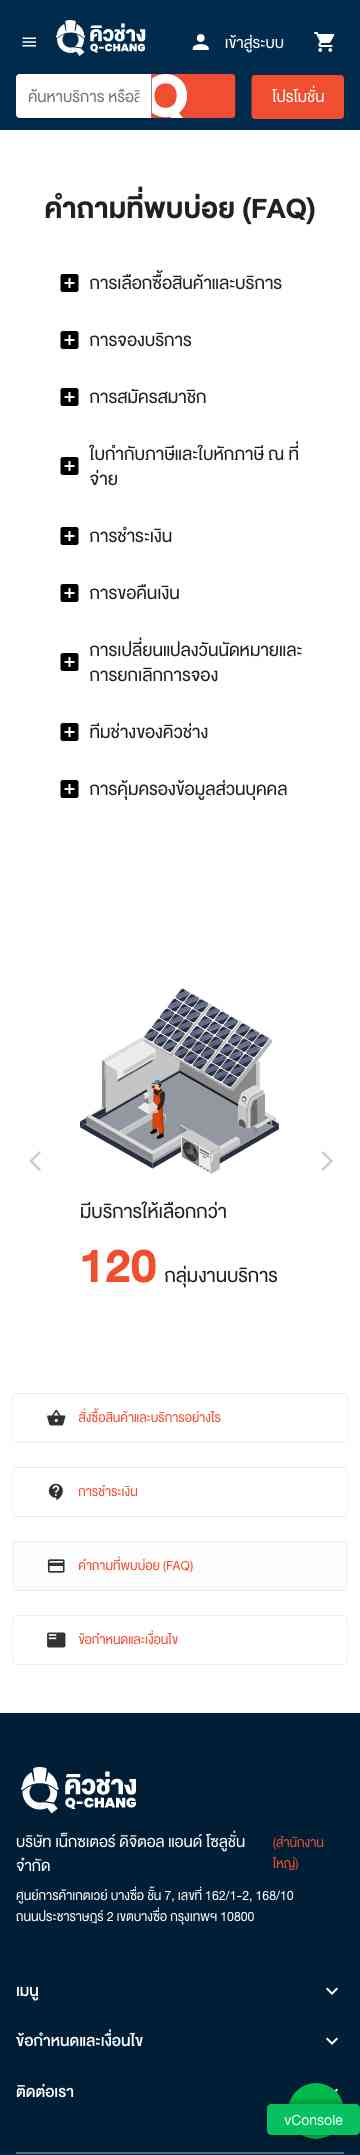 คิวช่าง
Q-CHANG
เข้าสู่ระบบ
ค้นหาบริการ หรือสิ
โปรโมชั่น
คำถามที่พบบ่อย (FAQ)
การเลือกซื้อสินค้าและบริการ
การจองบริการ
การสมัครสมาชิก
ใบกำกับภาษีและใบหักภาษี ณ ที่
จ่าย
การชำระเงิน
การขอคืนเงิน
การเปลี่ยนแปลงวันนัดหมายและ
การยกเลิกการจอง
ทีมช่างของคิวช่าง
การคุ้มครองข้อมูลส่วนบุคคล
มีบริการให้เลือกกว่า
120 กลุ่มงานบริการ
สั่งซื้อสินค้าและบริการอย่างไร
การชำระเงิน
คำถามที่พบบ่อย (FAQ)
ข้อกำหนดและเงื่อนไข
คิวช่าง
Q-CHANG
บริษัท เน็กซเตอร์ ดิจิตอล แอนด์ โซลูชั่น
จำกัด
(สำนักงาน
ใหญ่)
ศูนย์การค้าเกตเวย์ บางซื่อ ชั้น 7, เลขที่ 162/1-2, 168/10
ถนนประชาราษฎร์ 2 เขตบางซื่อ กรุงเทพฯ 10800
เมนู
ข้อกำหนดและเงื่อนไข
ติดต่อเรา
vConsole